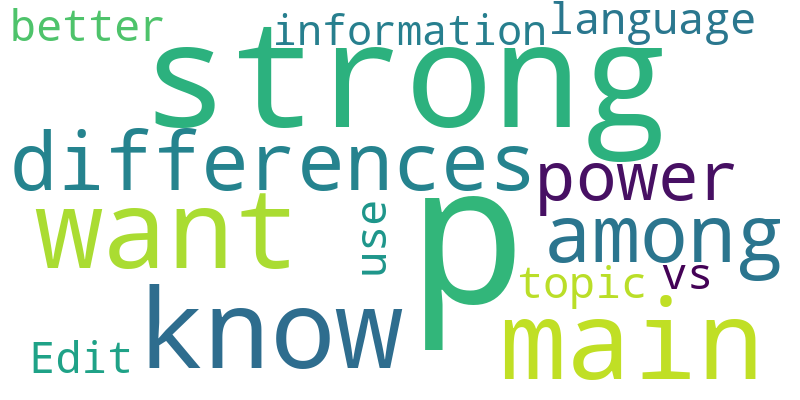 better
information
language
strong
differences
power
want
use
p
among
topic
vs
know
main
Edit